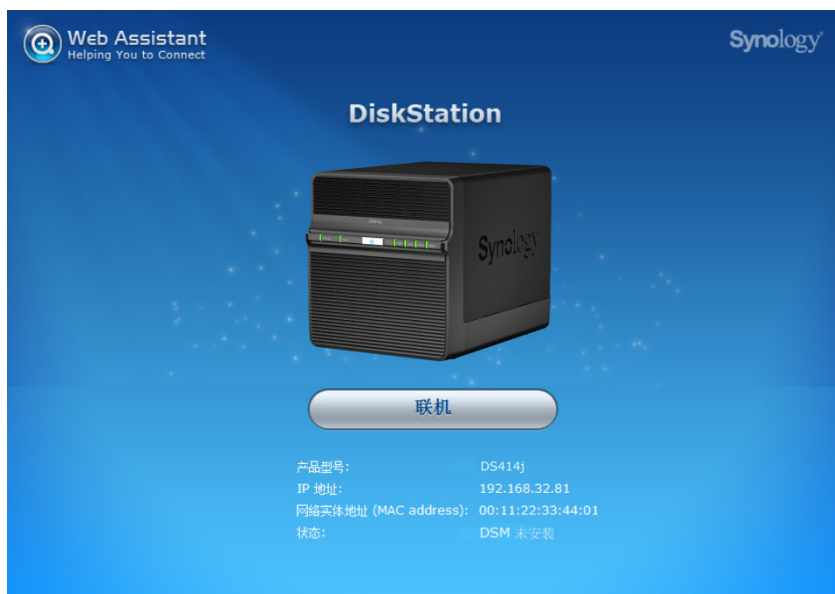 Web Assistant
Helping You to Connect
Synology
DiskStation
Synology
联机
产品型号: DS414j
IP 地址: 192.168.32.81
网络实体地址 (MAC address): 00:11:22:33:44:01
状态: DSM 未安装